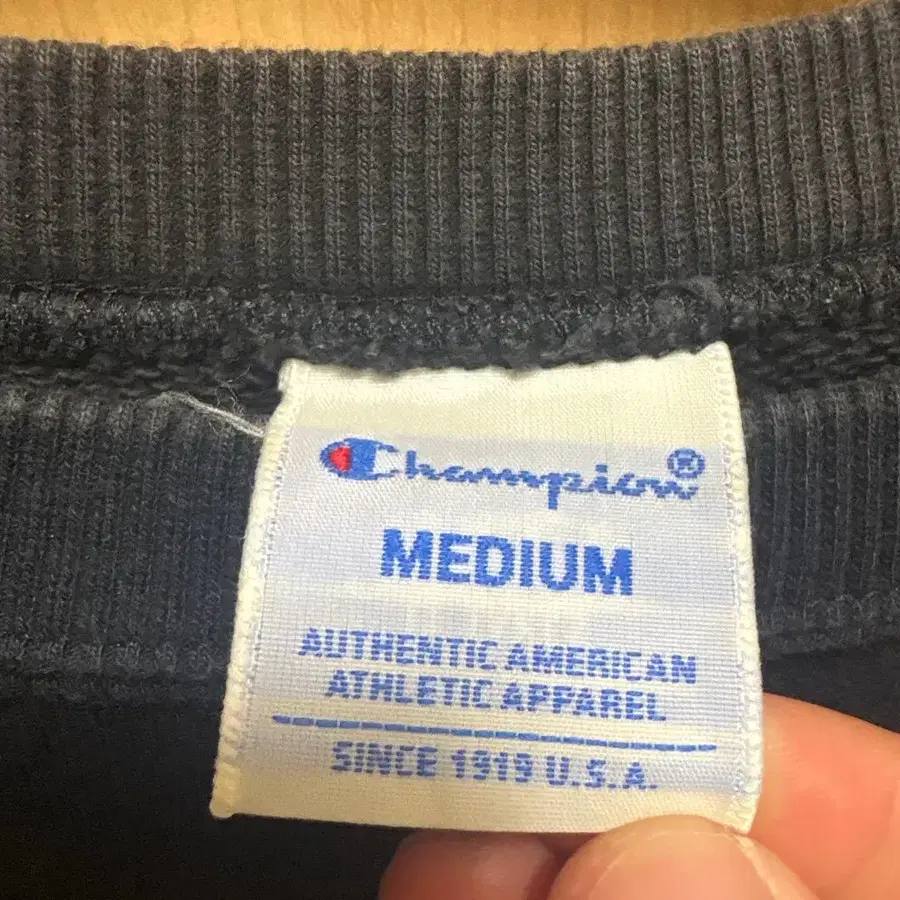 Champion®
MEDIUM
AUTHENTIC AMERICAN
ATHLETIC APPAREL
SINCE 1919 U.S.A.